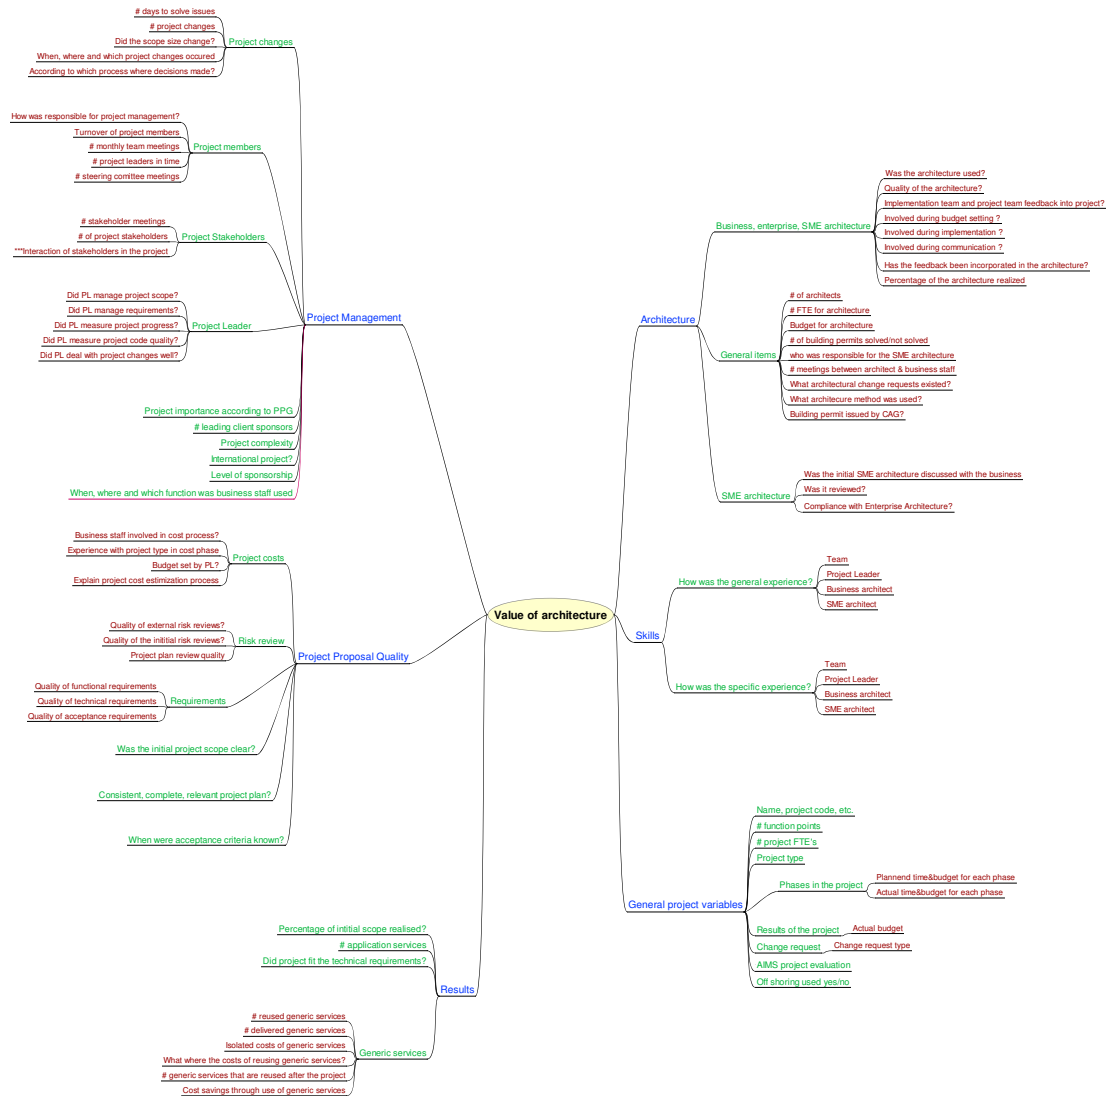 # days to solve issues
# project changes
Did the scope size change?
When, where and which project changes occured
According to which process where decisions made?
Project changes
How was responsible for project management?
Turnover of project members
# monthly team meetings
# project leaders in time
# steering comittee meetings
Project members
# stakeholder meetings
# of project stakeholders
***Interaction of stakeholders in the project
Project Stakeholders
Did PL manage project scope?
Did PL manage requirements?
Did PL measure project progress?
Did PL measure project code quality?
Did PL deal with project changes well?
Project Leader
Project Management
Project importance according to PPG
# leading client sponsors
Project complexity
International project?
Level of sponsorship
When, where and which function was business staff used
Business staff involved in cost process?
Experience with project type in cost phase
Budget set by PL?
Explain project cost estimization process
Project costs
Quality of external risk reviews?
Quality of the inititial risk reviews?
Project plan review quality
Risk review
Project Proposal Quality
Quality of functional requirements
Quality of technical requirements
Quality of acceptance requirements
Requirements
Was the initial project scope clear?
Consistent, complete, relevant project plan?
When were acceptance criteria known?
Percentage of intitial scope realised?
# application services
Did project fit the technical requirements?
Results
# reused generic services
# delivered generic services
Isolated costs of generic services
What where the costs of reusing generic services?
# generic services that are reused after the project
Cost savings through use of generic services
Generic services
Value of architecture
Architecture
Business, enterprise, SME architecture
Was the architecture used?
Quality of the architecture?
Implementation team and project team feedback into project?
Involved during budget setting ?
Involved during implementation ?
Involved during communication ?
Has the feedback been incorporated in the architecture?
Percentage of the architecture realized
General items
# of architects
# FTE for architecture
Budget for architecture
# of building permits solved/not solved
who was responsible for the SME architecture
# meetings between architect & business staff
What architectural change requests existed?
What architecure method was used?
Building permit issued by CAG?
SME architecture
Was the initial SME architecture discussed with the business
Was it reviewed?
Compliance with Enterprise Architecture?
Skills
How was the general experience?
Team
Project Leader
Business architect
SME architect
How was the specific experience?
Team
Project Leader
Business architect
SME architect
General project variables
Name, project code, etc.
# function points
# project FTE's
Project type
Phases in the project
Plannend time&budget for each phase
Actual time&budget for each phase
Results of the project
Actual budget
Change request
Change request type
AIMS project evaluation
Off shoring used yes/no